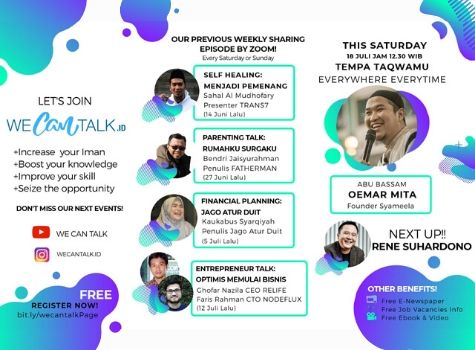 LET'S JOIN
WE Can TALK.ID
+Increase your Iman
+Boost your knowledge
+Improve your skill
+Seize the opportunity
DON'T MISS OUR NEXT EVENTS!
WE CAN TALK
WECANTALK.ID
FREE
REGISTER NOW!
bit.ly/wecantalkPage
OUR PREVIOUS WEEKLY SHARING
EPISODE BY ZOOM!
Every Saturday or Sunday
SELF HEALING:
MENJADI PEMENANG
Sahal Al Mudhofary
Presenter TRANS7
(14 Juni Lalu)
PARENTING TALK:
RUMAHKU SURGAKU
Bendri Jaisyurahman
Penulis FATHERMAN
(27 Juni Lalu)
FINANCIAL PLANNING:
JAGO ATUR DUIT
Kaukabus Syarqiyah
Penulis Jago Atur Duit
(5 Juli Lalu)
ENTREPRENEUR TALK:
OPTIMIS MEMULAI BISNIS
Ghofar Nazila CEO RELIFE
Faris Rahman CTO NODEFLUX
(12 Juli Lalu)
THIS SATURDAY
18 JULI JAM 12.30 WIB
TEMPA TAQWAMU
EVERYWHERE EVERYTIME
ABU BASSAM
OEMAR MITA
Founder Syameela
NEXT UP!!
RENE SUHARDONO
OTHER BENEFITS!
Free E-Newspaper
Free Job Vacancies Info
Free Ebook & Video